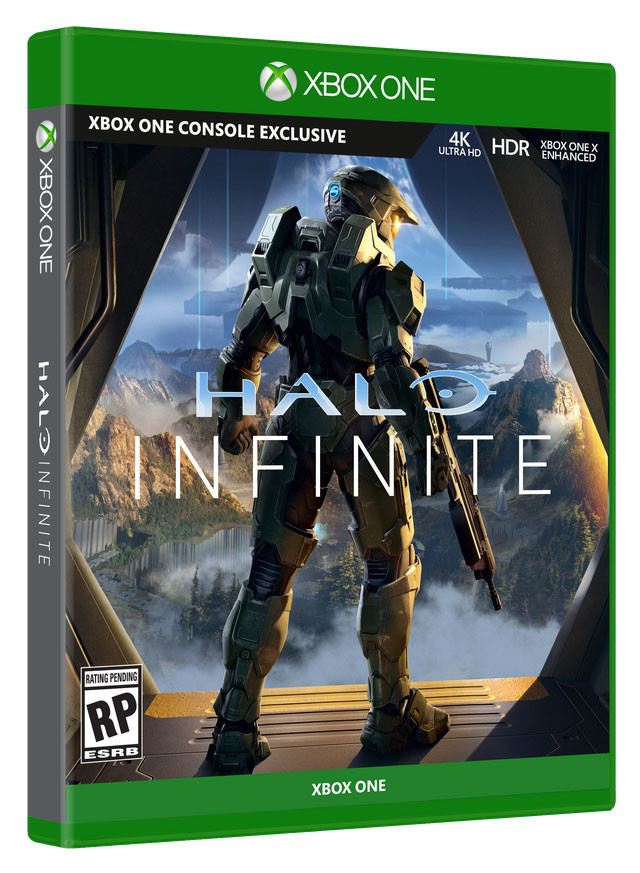 XBOX ONE
XBOX ONE CONSOLE EXCLUSIVE
4K
ULTRA HD
HDR
XBOX ONE X
ENHANCED
XBOX ONE
HALO
INFINITE
HALO INFINITE
RATING PENDING
RP
ESRB
XBOX ONE